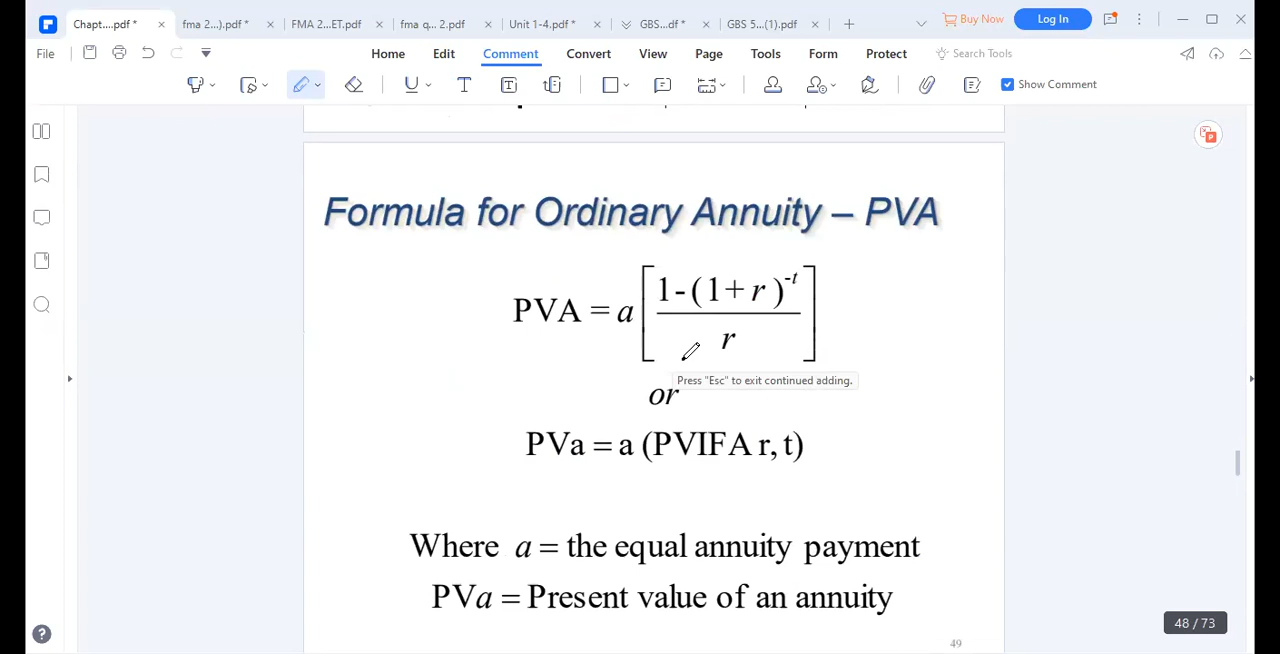 Chapt....pdf *
fma 2...).pdf *
FMA 2...ET.pdf
fma q... 2.pdf
Unit 1-4.pdf *
GBS...df *
GBS 5...(1).pdf
Buy Now
Log In
File
Home
Edit
Comment
Convert
View
Page
Tools
Form
Protect
Search Tools
Show Comment
Formula for Ordinary Annuity – PVA
PVA = a [ 1-(1+ r )^-t / r ]
Press "Esc" to exit continued adding.
or
PVa = a (PVIFA r, t)
Where a = the equal annuity payment
PVa = Present value of an annuity
48 / 73
49